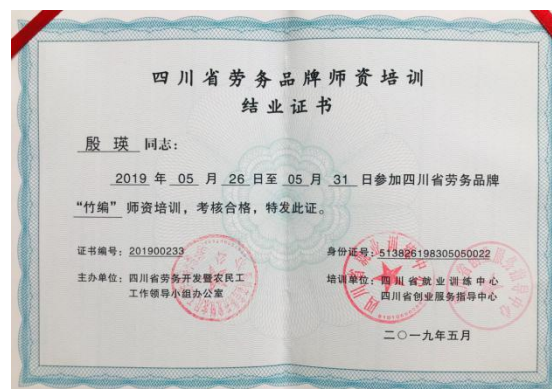 四川省劳务品牌师资培训
结业证书
殷瑛 同志：
2019 年 05 月 26 日至 05 月 31 日参加四川省劳务品牌
“竹编”师资培训，考核合格，特发此证。
证书编号：201900233
身份证号：513826198305050022
主办单位：四川省劳务开发暨农民工
工作领导小组办公室
培训单位：四川省就业训练中心
四川省创业服务指导中心
二〇一九年五月